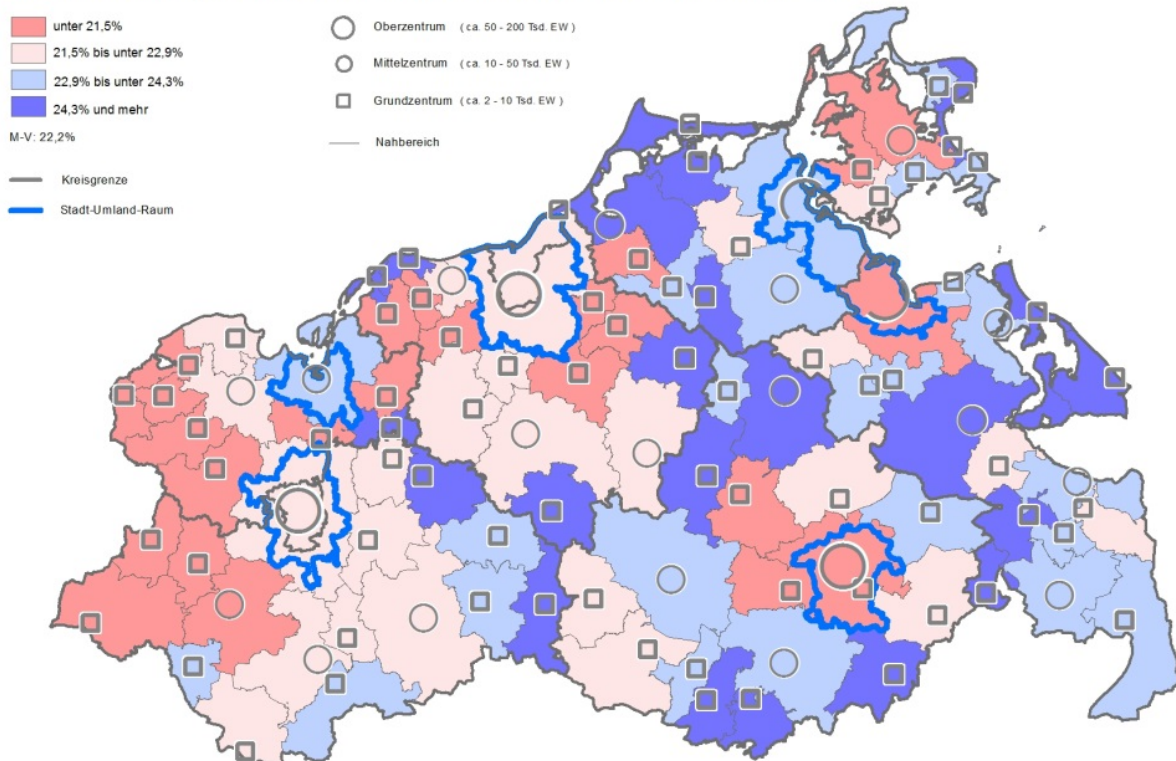 unter 21,5%
21,5% bis unter 22,9%
22,9% bis unter 24,3%
24,3% und mehr
M-V: 22,2%
Kreisgrenze
Stadt-Umland-Raum
Oberzentrum ( ca. 50 - 200 Tsd. EW )
Mittelzentrum ( ca. 10 - 50 Tsd. EW )
Grundzentrum ( ca. 2 - 10 Tsd. EW )
Nahbereich